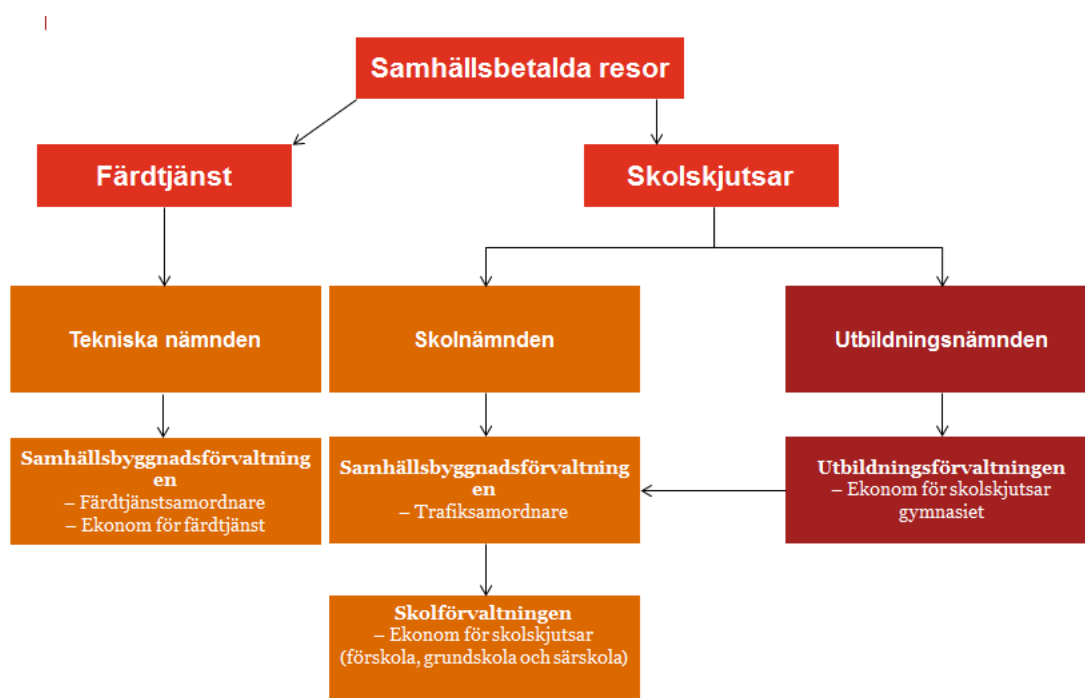 Samhällsbetalda resor
Färdtjänst
Skolskjutsar
Tekniska nämnden
Skolnämnden
Utbildningsnämnden
Samhällsbyggnadsförvaltning
en
– Färdtjänstsamordnare
– Ekonom för färdtjänst
Samhällsbyggnadsförvaltning
en
– Trafiksamordnare
Utbildningsförvaltningen
– Ekonom för skolskjutsar
gymnasiet
Skolförvaltningen
– Ekonom för skolskjutsar
(förskola, grundskola och särskola)